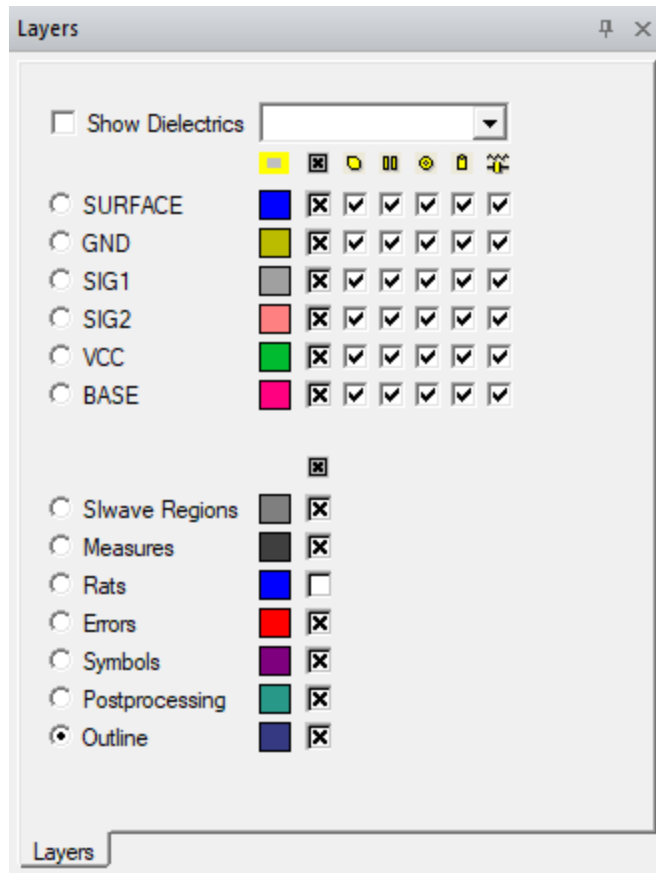 Layers
Show Dielectrics
SURFACE
GND
SIG1
SIG2
VCC
BASE
SIwave Regions
Measures
Rats
Errors
Symbols
Postprocessing
Outline
Layers